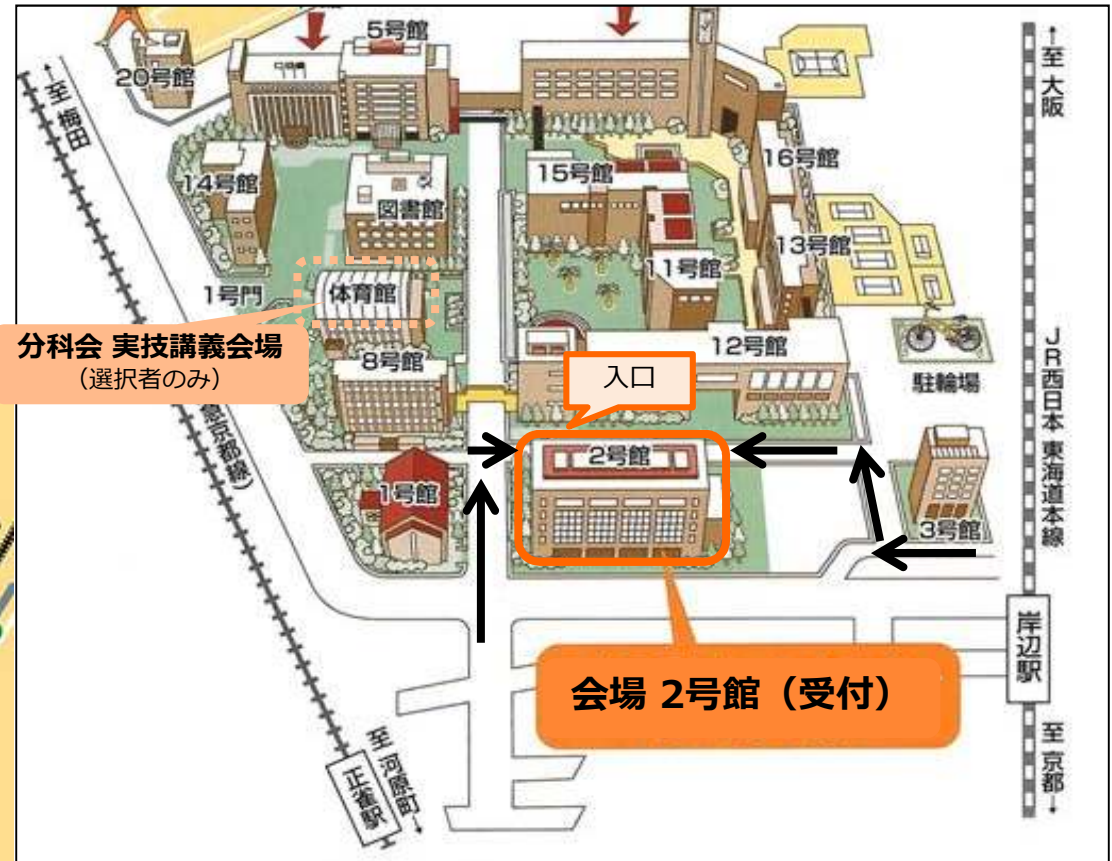 5号館
20号館
↑至 大阪
←至 梅田
14号館
図書館
15号館
16号館
11号館
13号館
1号門
体育館
分科会 実技講義会場
（選択者のみ）
8号館
入口
12号館
駐輪場
JR西日本 東海道本線
急京都線）
1号館
2号館
3号館
岸辺駅
会場 2号館（受付）
至 京都→
至 河原町→
正雀駅